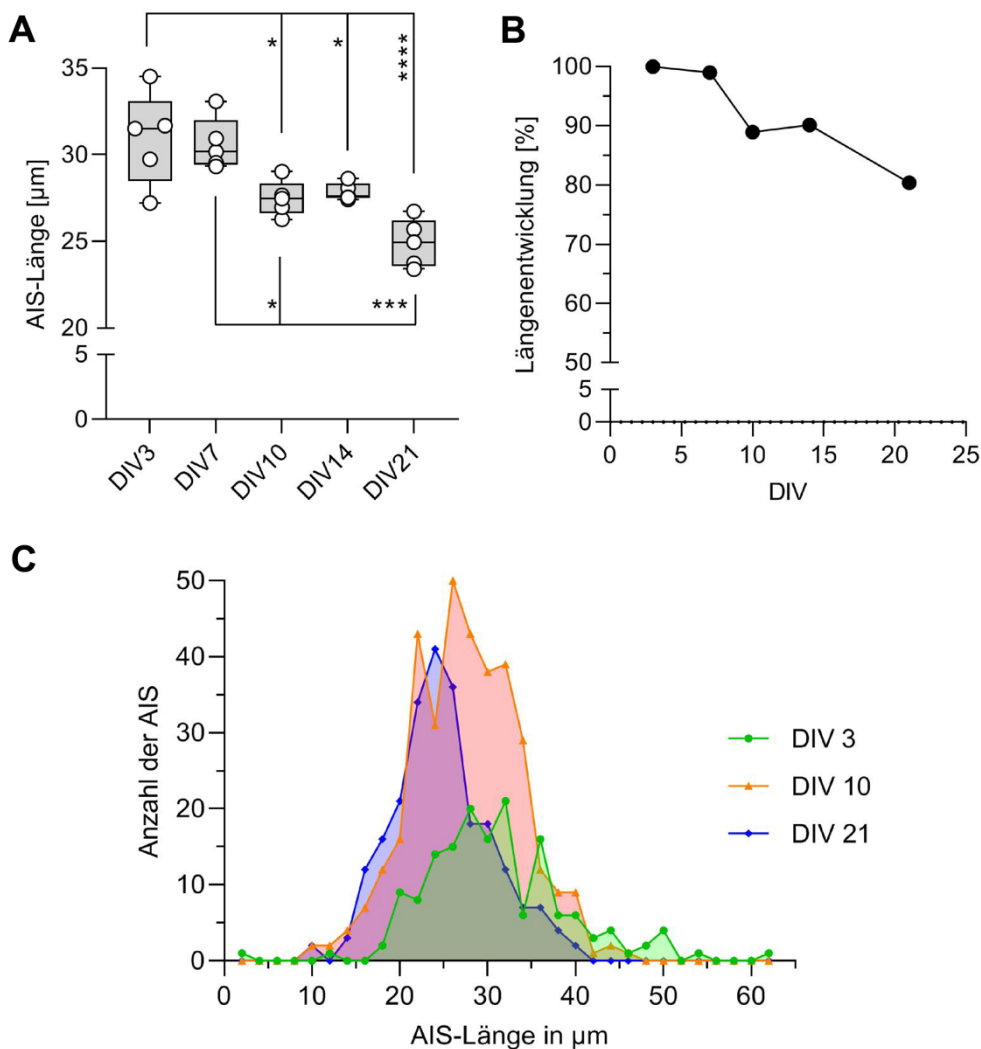 A
*
*
****
35
30
25
20
5
0
AIS-Länge [µm]
*
***
DIV3
DIV7
DIV10
DIV14
DIV21
B
100
90
80
70
60
50
5
0
Längenentwicklung [%]
0
5
10
15
20
25
DIV
C
50
40
30
20
10
0
Anzahl der AIS
DIV 3
DIV 10
DIV 21
0
10
20
30
40
50
60
AIS-Länge in µm